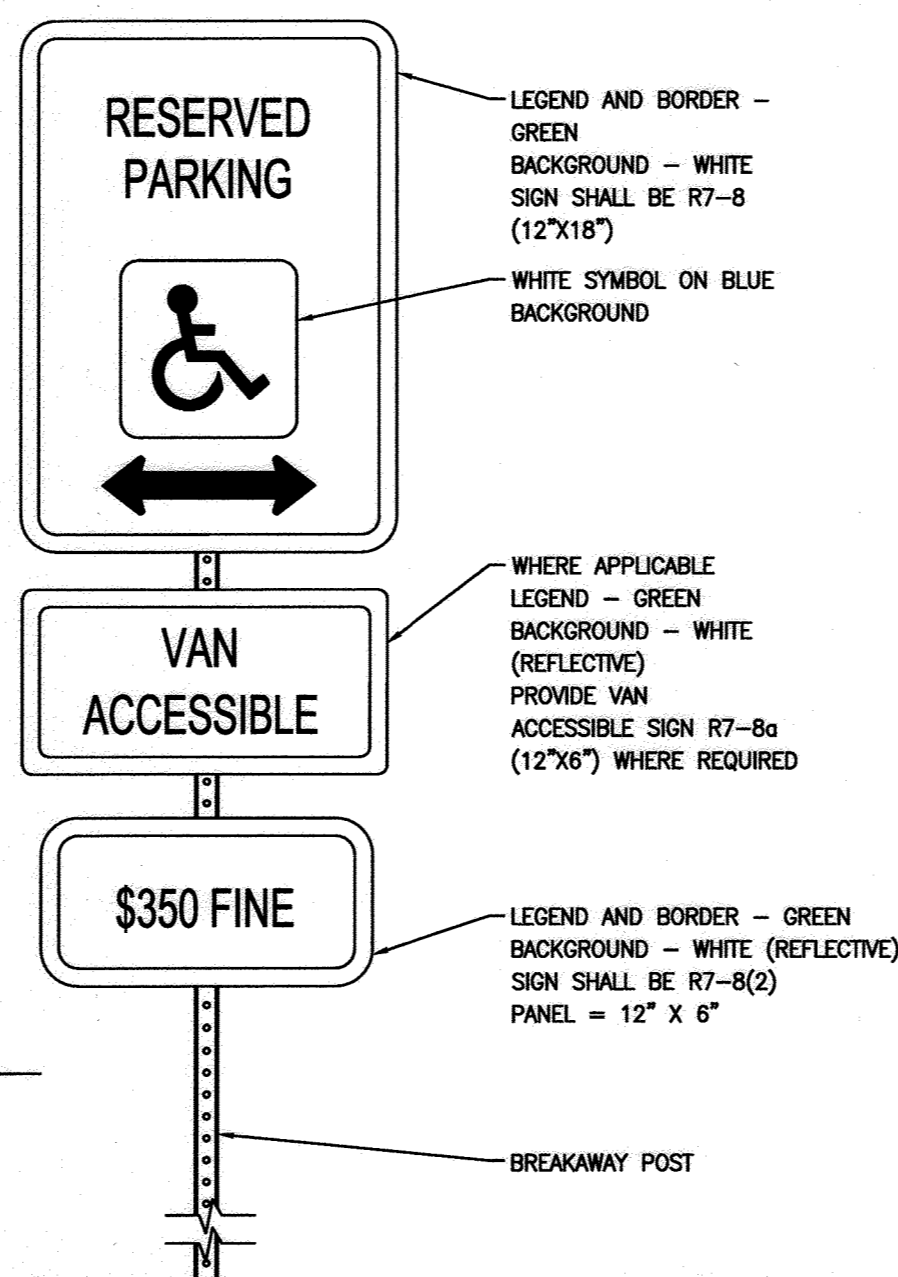 RESERVED
PARKING
LEGEND AND BORDER –
GREEN
BACKGROUND – WHITE
SIGN SHALL BE R7–8
(12"X18")
WHITE SYMBOL ON BLUE
BACKGROUND
VAN
ACCESSIBLE
WHERE APPLICABLE
LEGEND – GREEN
BACKGROUND – WHITE
(REFLECTIVE)
PROVIDE VAN
ACCESSIBLE SIGN R7–8a
(12"X6") WHERE REQUIRED
$350 FINE
LEGEND AND BORDER – GREEN
BACKGROUND – WHITE (REFLECTIVE)
SIGN SHALL BE R7–8(2)
PANEL = 12" X 6"
BREAKAWAY POST